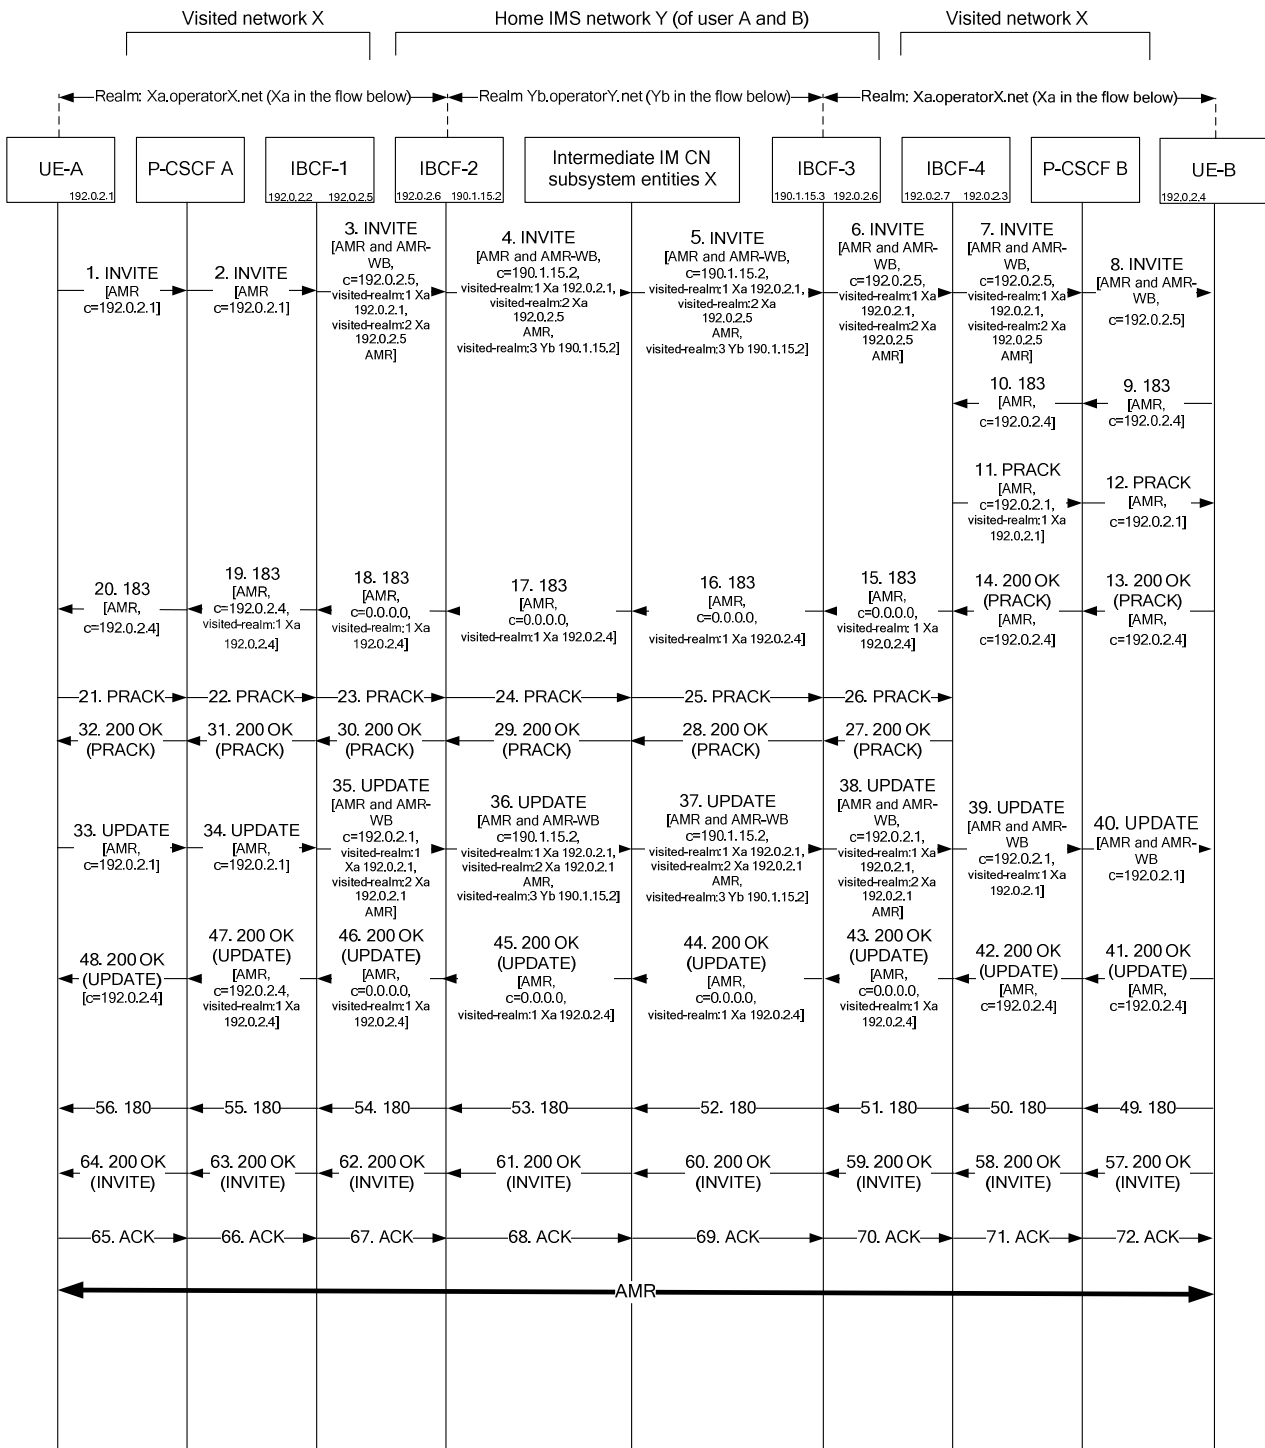 Visited network X
Home IMS network Y (of user A and B)
Visited network X
Realm: Xa.operatorX.net (Xa in the flow below)
Realm Yb.operatorY.net (Yb in the flow below)
Realm: Xa.operatorX.net (Xa in the flow below)
UE-A
192.0.2.1
P-CSCF A
IBCF-1
192.0.2.2 192.0.2.5
IBCF-2
192.0.2.6 190.1.15.2
Intermediate IM CN
subsystem entities X
IBCF-3
190.1.15.3 192.0.2.6
IBCF-4
192.0.2.7 192.0.2.3
P-CSCF B
UE-B
192.0.2.4
1. INVITE
[AMR
c=192.0.2.1]
2. INVITE
[AMR
c=192.0.2.1]
3. INVITE
[AMR and AMR-
WB,
c=192.0.2.5,
visited-realm:1 Xa
192.0.2.1,
visited-realm:2 Xa
192.0.2.5
AMR]
4. INVITE
[AMR and AMR-WB,
c=190.1.15.2,
visited-realm:1 Xa 192.0.2.1,
visited-realm:2 Xa
192.0.2.5
AMR,
visited-realm:3 Yb 190.1.15.2]
5. INVITE
[AMR and AMR-WB,
c=190.1.15.2,
visited-realm:1 Xa 192.0.2.1,
visited-realm:2 Xa
192.0.2.5
AMR,
visited-realm:3 Yb 190.1.15.2]
6. INVITE
[AMR and AMR-
WB,
c=192.0.2.5,
visited-realm:1 Xa
192.0.2.1,
visited-realm:2 Xa
192.0.2.5
AMR]
7. INVITE
[AMR and AMR-
WB,
c=192.0.2.5,
visited-realm:1 Xa
192.0.2.1,
visited-realm:2 Xa
192.0.2.5
AMR]
8. INVITE
[AMR and AMR-
WB,
c=192.0.2.5]
10. 183
[AMR,
c=192.0.2.4]
9. 183
[AMR,
c=192.0.2.4]
11. PRACK
[AMR,
c=192.0.2.1,
visited-realm:1 Xa
192.0.2.1]
12. PRACK
[AMR,
c=192.0.2.1]
20. 183
[AMR,
c=192.0.2.4]
19. 183
[AMR,
c=192.0.2.4,
visited-realm:1 Xa
192.0.2.4]
18. 183
[AMR,
c=0.0.0.0,
visited-realm:1 Xa
192.0.2.4]
17. 183
[AMR,
c=0.0.0.0,
visited-realm:1 Xa 192.0.2.4]
16. 183
[AMR,
c=0.0.0.0,
visited-realm:1 Xa 192.0.2.4]
15. 183
[AMR,
c=0.0.0.0,
visited-realm: 1 Xa
192.0.2.4]
14. 200 OK
(PRACK)
[AMR,
c=192.0.2.4]
13. 200 OK
(PRACK)
[AMR,
c=192.0.2.4]
21. PRACK
22. PRACK
23. PRACK
24. PRACK
25. PRACK
26. PRACK
32. 200 OK
(PRACK)
31. 200 OK
(PRACK)
30. 200 OK
(PRACK)
29. 200 OK
(PRACK)
28. 200 OK
(PRACK)
27. 200 OK
(PRACK)
33. UPDATE
[AMR,
c=192.0.2.1]
34. UPDATE
[AMR,
c=192.0.2.1]
35. UPDATE
[AMR and AMR-
WB
c=192.0.2.1,
visited-realm:1
Xa 192.0.2.1,
visited-realm:2 Xa
192.0.2.1
AMR]
36. UPDATE
[AMR and AMR-WB
c=190.1.15.2,
visited-realm:1 Xa 192.0.2.1,
visited-realm:2 Xa 192.0.2.1
AMR,
visited-realm:3 Yb 190.1.15.2]
37. UPDATE
[AMR and AMR-WB
c=190.1.15.2,
visited-realm:1 Xa 192.0.2.1,
visited-realm:2 Xa 192.0.2.1
AMR,
visited-realm:3 Yb 190.1.15.2]
38. UPDATE
[AMR and AMR-
WB,
c=192.0.2.1,
visited-realm:1 Xa
192.0.2.1,
visited-realm:2 Xa
192.0.2.1
AMR]
39. UPDATE
[AMR and AMR-
WB
c=192.0.2.1,
visited-realm:1 Xa
192.0.2.1]
40. UPDATE
[AMR and AMR-
WB
c=192.0.2.1]
48. 200 OK
(UPDATE)
[c=192.0.2.4]
47. 200 OK
(UPDATE)
[AMR,
c=192.0.2.4,
visited-realm:1 Xa
192.0.2.4]
46. 200 OK
(UPDATE)
[AMR,
c=0.0.0.0,
visited-realm:1 Xa
192.0.2.4]
45. 200 OK
(UPDATE)
[AMR,
c=0.0.0.0,
visited-realm:1 Xa 192.0.2.4]
44. 200 OK
(UPDATE)
[AMR,
c=0.0.0.0,
visited-realm:1 Xa 192.0.2.4]
43. 200 OK
(UPDATE)
[AMR,
c=0.0.0.0,
visited-realm:1 Xa
192.0.2.4]
42. 200 OK
(UPDATE)
[AMR,
c=192.0.2.4]
41. 200 OK
(UPDATE)
[AMR,
c=192.0.2.4]
56. 180
55. 180
54. 180
53. 180
52. 180
51. 180
50. 180
49. 180
64. 200 OK
(INVITE)
63. 200 OK
(INVITE)
62. 200 OK
(INVITE)
61. 200 OK
(INVITE)
60. 200 OK
(INVITE)
59. 200 OK
(INVITE)
58. 200 OK
(INVITE)
57. 200 OK
(INVITE)
65. ACK
66. ACK
67. ACK
68. ACK
69. ACK
70. ACK
71. ACK
72. ACK
AMR